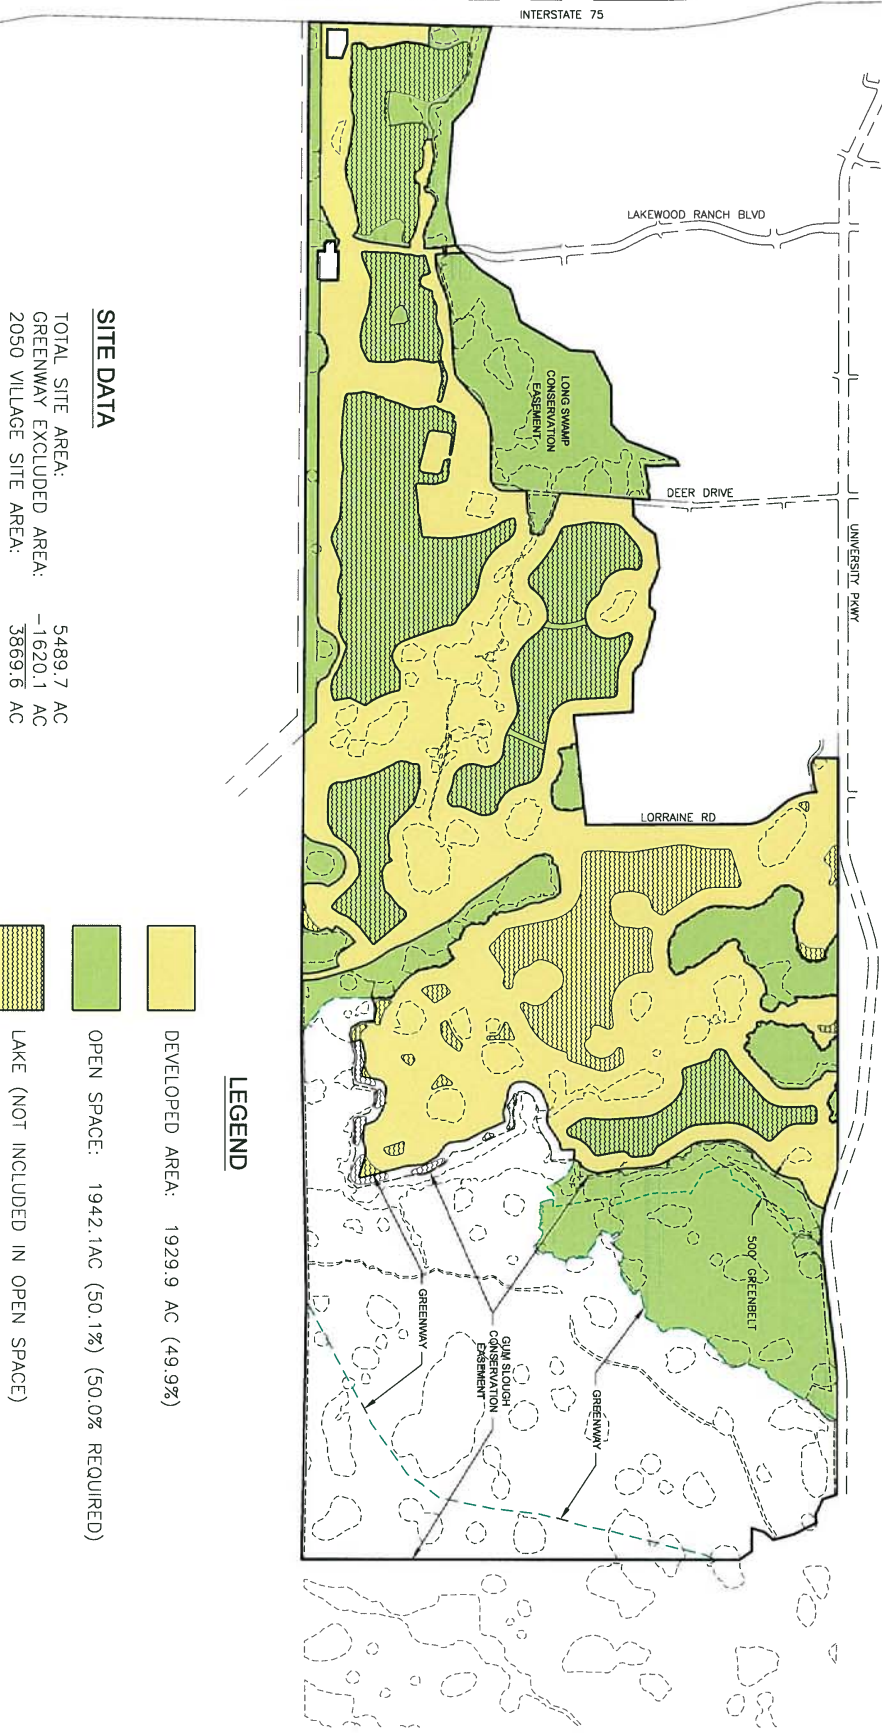 INTERSTATE 75
LAKEWOOD RANCH BLVD
UNIVERSITY PKWY
LONG SWAMP
CONSERVATION
EASEMENT
DEER DRIVE
LORRAINE RD
500' GREENBELT
GREENWAY
GUM SLOUGH
CONSERVATION
EASEMENT
GREENWAY
SITE DATA
TOTAL SITE AREA: 5489.7 AC
GREENWAY EXCLUDED AREA: -1620.1 AC
2050 VILLAGE SITE AREA: 3869.6 AC
LEGEND
DEVELOPED AREA: 1929.9 AC (49.9%)
OPEN SPACE: 1942.1AC (50.1%) (50.0% REQUIRED)
LAKE (NOT INCLUDED IN OPEN SPACE)